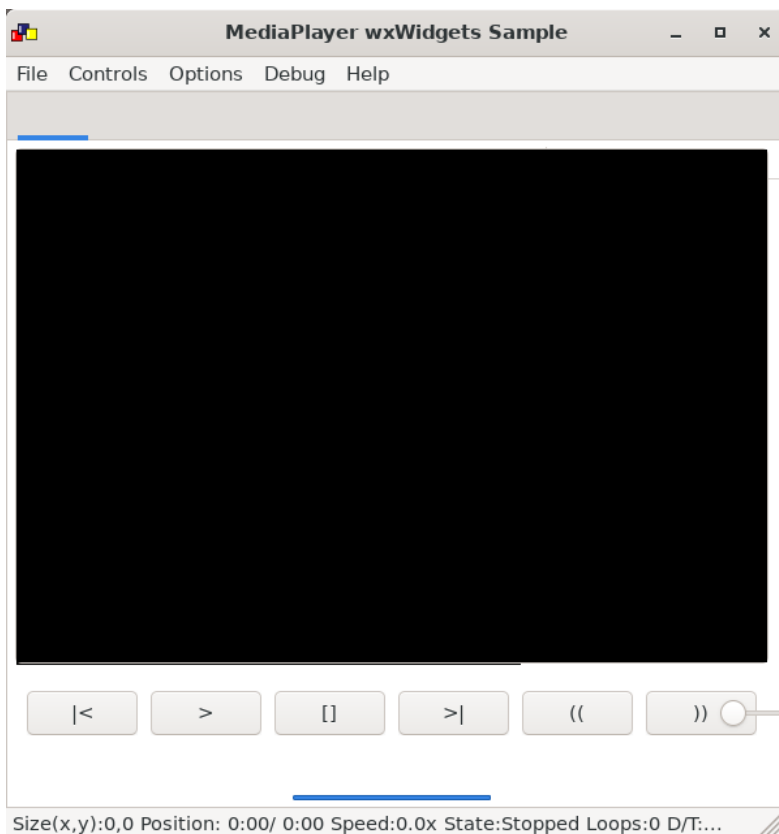 MediaPlayer wxWidgets Sample
File Controls Options Debug Help
|< > [] >| (( ))
Size(x,y):0,0 Position: 0:00/ 0:00 Speed:0.0x State:Stopped Loops:0 D/T:...